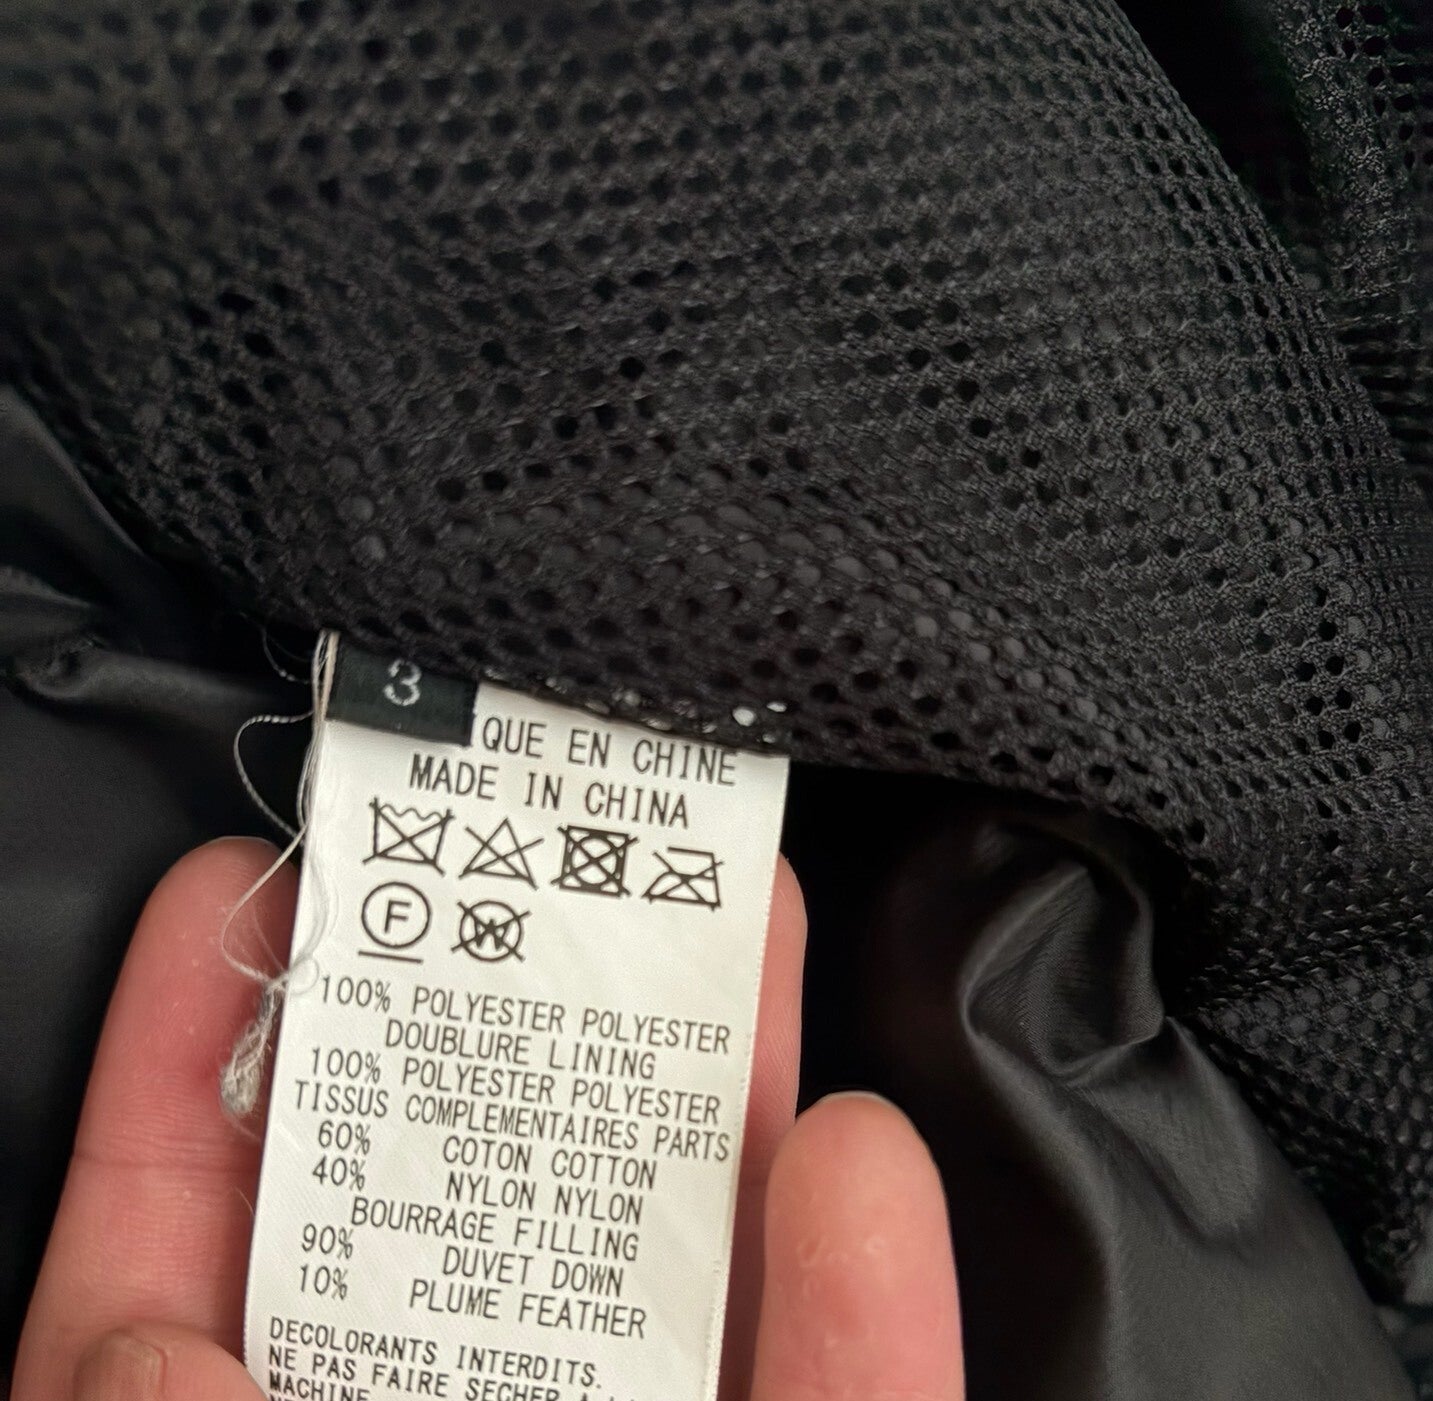 3
QUE EN CHINE
MADE IN CHINA
F
W
100% POLYESTER POLYESTER
DOUBLURE LINING
100% POLYESTER POLYESTER
TISSUS COMPLEMENTAIRES PARTS
60% COTON COTTON
40% NYLON NYLON
BOURRAGE FILLING
90% DUVET DOWN
10% PLUME FEATHER
DECOLORANTS INTERDITS.
NE PAS FAIRE SECHER A
MACHINE